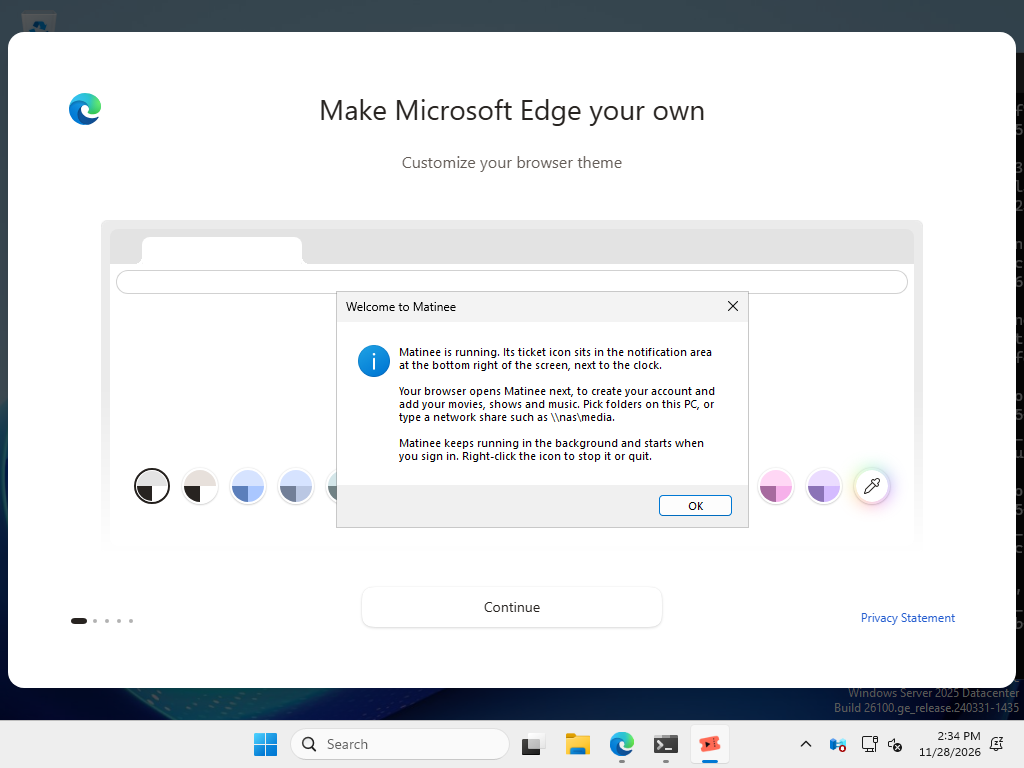 Make Microsoft Edge your own
Customize your browser theme
Welcome to Matinee
Matinee is running. Its ticket icon sits in the notification area
at the bottom right of the screen, next to the clock.
Your browser opens Matinee next, to create your account and
add your movies, shows and music. Pick folders on this PC, or
type a network share such as \\nas\media.
Matinee keeps running in the background and starts when
you sign in. Right-click the icon to stop it or quit.
OK
Continue
Privacy Statement
Windows Server 2025 Datacenter
Build 26100.ge_release.240331-1435
Search
2:34 PM
11/28/2026